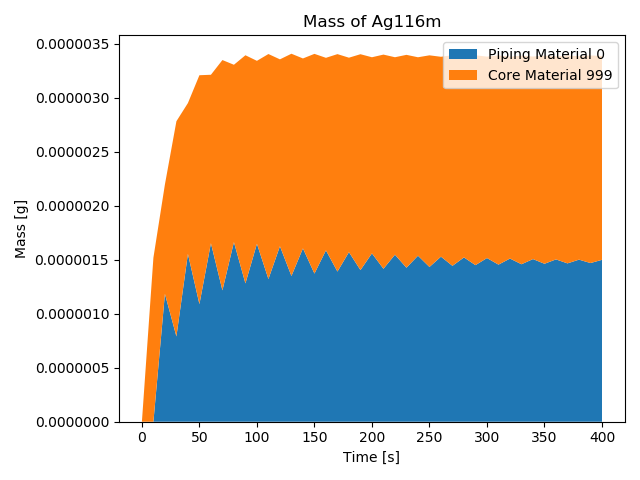 Mass of Ag116m
Piping Material 0
Core Material 999
Mass [g]
0.0000035
0.0000030
0.0000025
0.0000020
0.0000015
0.0000010
0.0000005
0.0000000
0 50 100 150 200 250 300 350 400
Time [s]